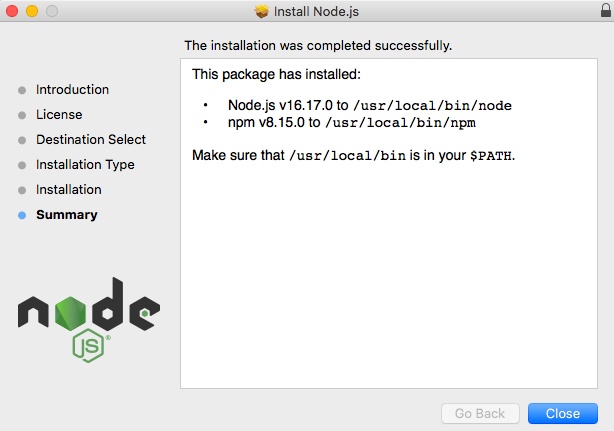 Install Node.js
The installation was completed successfully.
Introduction
License
Destination Select
Installation Type
Installation
Summary
This package has installed:
• Node.js v16.17.0 to /usr/local/bin/node
• npm v8.15.0 to /usr/local/bin/npm
Make sure that /usr/local/bin is in your $PATH.
node
JS®
Go Back
Close